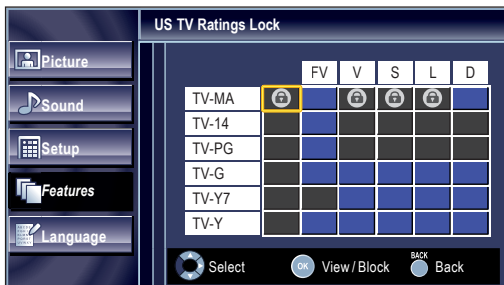 US TV Ratings Lock
Picture
Sound
Setup
Features
Language
FV V S L D
TV-MA
TV-14
TV-PG
TV-G
TV-Y7
TV-Y
Select
OK View / Block
BACK Back